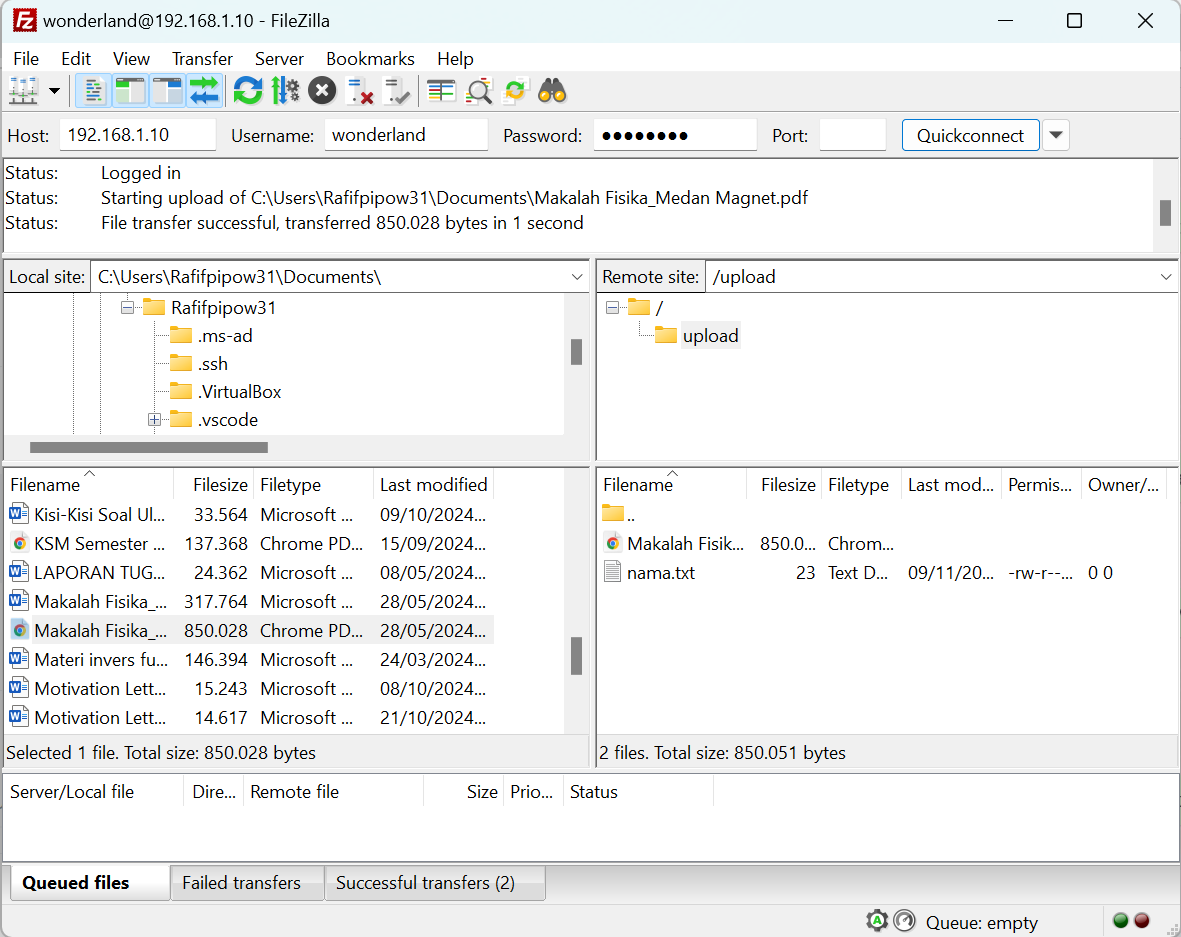 wonderland@192.168.1.10 - FileZilla
File Edit View Transfer Server Bookmarks Help
Host: 192.168.1.10 Username: wonderland Password: ●●●●●●●● Port: Quickconnect
Status: Logged in
Status: Starting upload of C:\Users\Rafifpipow31\Documents\Makalah Fisika_Medan Magnet.pdf
Status: File transfer successful, transferred 850.028 bytes in 1 second
Local site: C:\Users\Rafifpipow31\Documents\
Rafifpipow31
.ms-ad
.ssh
.VirtualBox
.vscode
Remote site: /upload
/
upload
Filename Filesize Filetype Last modified
Kisi-Kisi Soal Ul... 33.564 Microsoft ... 09/10/2024...
KSM Semester ... 137.368 Chrome PD... 15/09/2024...
LAPORAN TUG... 24.362 Microsoft ... 08/05/2024...
Makalah Fisika_... 317.764 Microsoft ... 28/05/2024...
Makalah Fisika_... 850.028 Chrome PD... 28/05/2024...
Materi invers fu... 146.394 Microsoft ... 24/03/2024...
Motivation Lett... 15.243 Microsoft ... 08/10/2024...
Motivation Lett... 14.617 Microsoft ... 21/10/2024...
Selected 1 file. Total size: 850.028 bytes
Filename Filesize Filetype Last mod... Permis... Owner/...
..
Makalah Fisik... 850.0... Chrom...
nama.txt 23 Text D... 09/11/20... -rw-r--... 0 0
2 files. Total size: 850.051 bytes
Server/Local file Dire... Remote file Size Prio... Status
Queued files Failed transfers Successful transfers (2)
Queue: empty